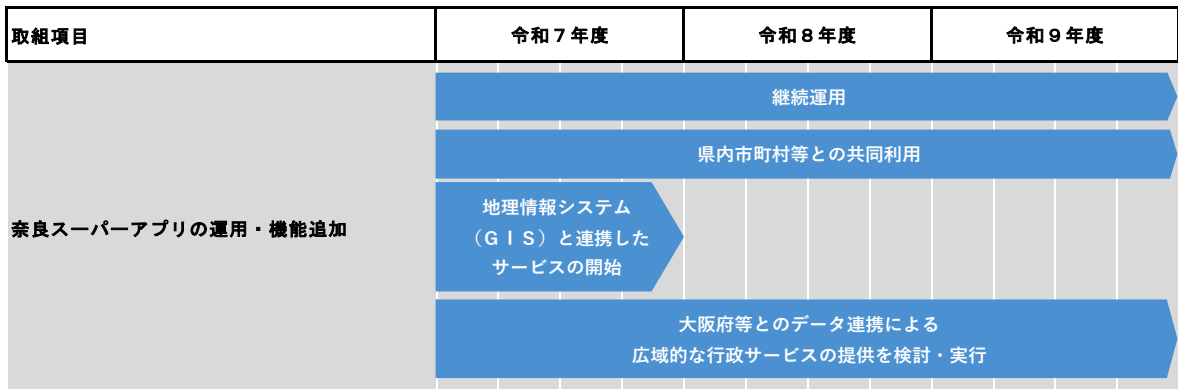 取組項目 令和７年度 令和８年度 令和９年度
継続運用
県内市町村等との共同利用
奈良スーパーアプリの運用・機能追加
地理情報システム
（ＧＩＳ）と連携した
サービスの開始
大阪府等とのデータ連携による
広域的な行政サービスの提供を検討・実行